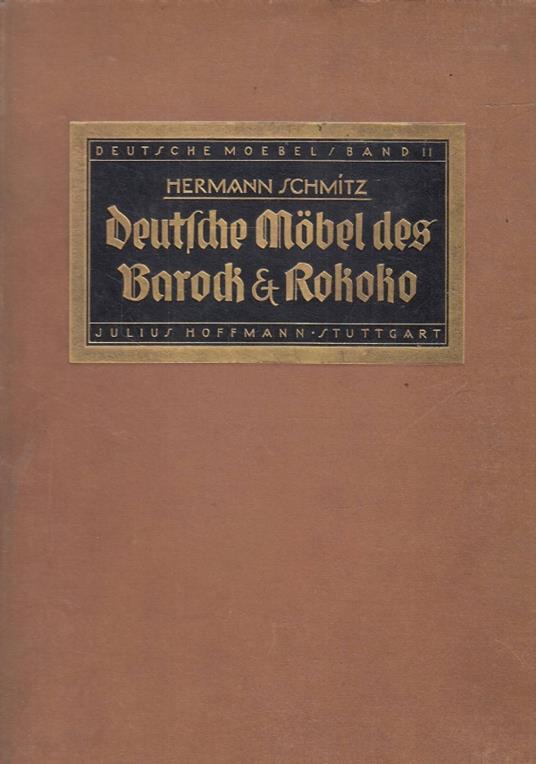 DEUTSCHE MOEBEL / BAND II
HERMANN SCHMITZ
Deutſche Möbel des
Barock & Rokoko
JULIUS HOFFMANN · STUTTGART